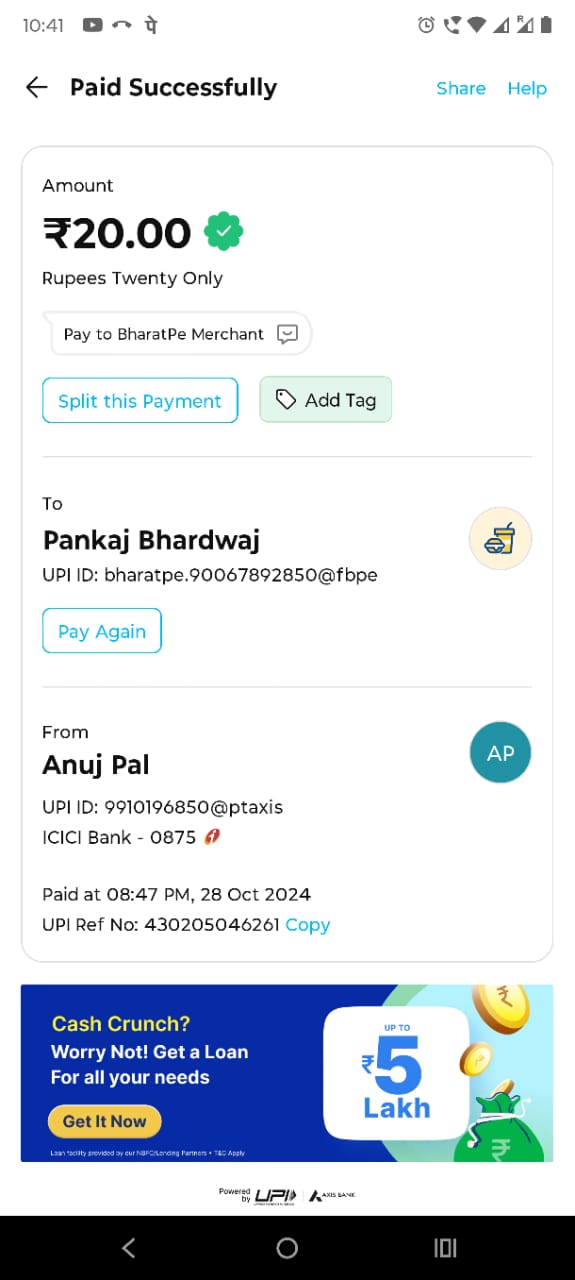 10:41 पे
Paid Successfully
Share Help
Amount
₹20.00
Rupees Twenty Only
Pay to BharatPe Merchant
Split this Payment
Add Tag
To
Pankaj Bhardwaj
UPI ID: bharatpe.90067892850@fbpe
Pay Again
From
Anuj Pal
AP
UPI ID: 9910196850@ptaxis
ICICI Bank - 0875
Paid at 08:47 PM, 28 Oct 2024
UPI Ref No: 430205046261 Copy
Cash Crunch?
Worry Not! Get a Loan
For all your needs
Get It Now
Loan facility provided by our NBFC/Lending Partners • T&C Apply
UP TO
₹5
Lakh
Powered
by
UPI
AXIS BANK